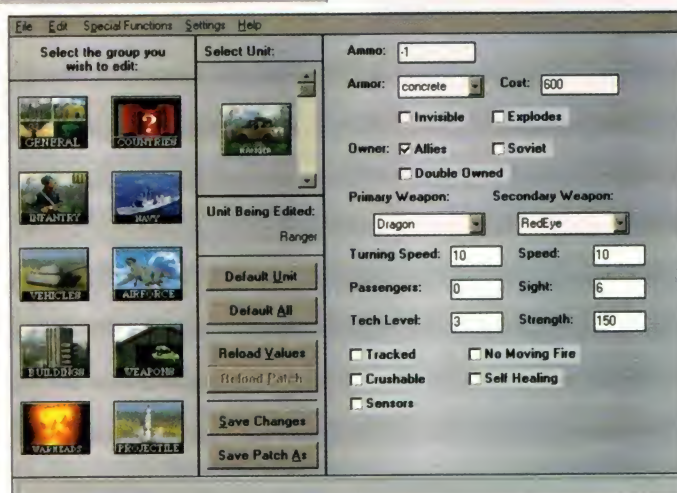 File Edit Special Functions Settings Help
Select the group you
wish to edit:
GENERAL
COUNTRIES
INFANTRY
NAVY
VEHICLES
AIRFORCE
BUILDINGS
WEAPONS
WARHEADS
PROJECTILE
Select Unit:
RANGER
Unit Being Edited:
Ranger
Default Unit
Default All
Reload Values
Reload Patch
Save Changes
Save Patch As
Ammo: -1
Armor: concrete Cost: 600
Invisible Explodes
Owner: Allies Soviet
Double Owned
Primary Weapon: Secondary Weapon:
Dragon RedEye
Turning Speed: 10 Speed: 10
Passengers: 0 Sight: 6
Tech Level: 3 Strength: 150
Tracked No Moving Fire
Crushable Self Healing
Sensors